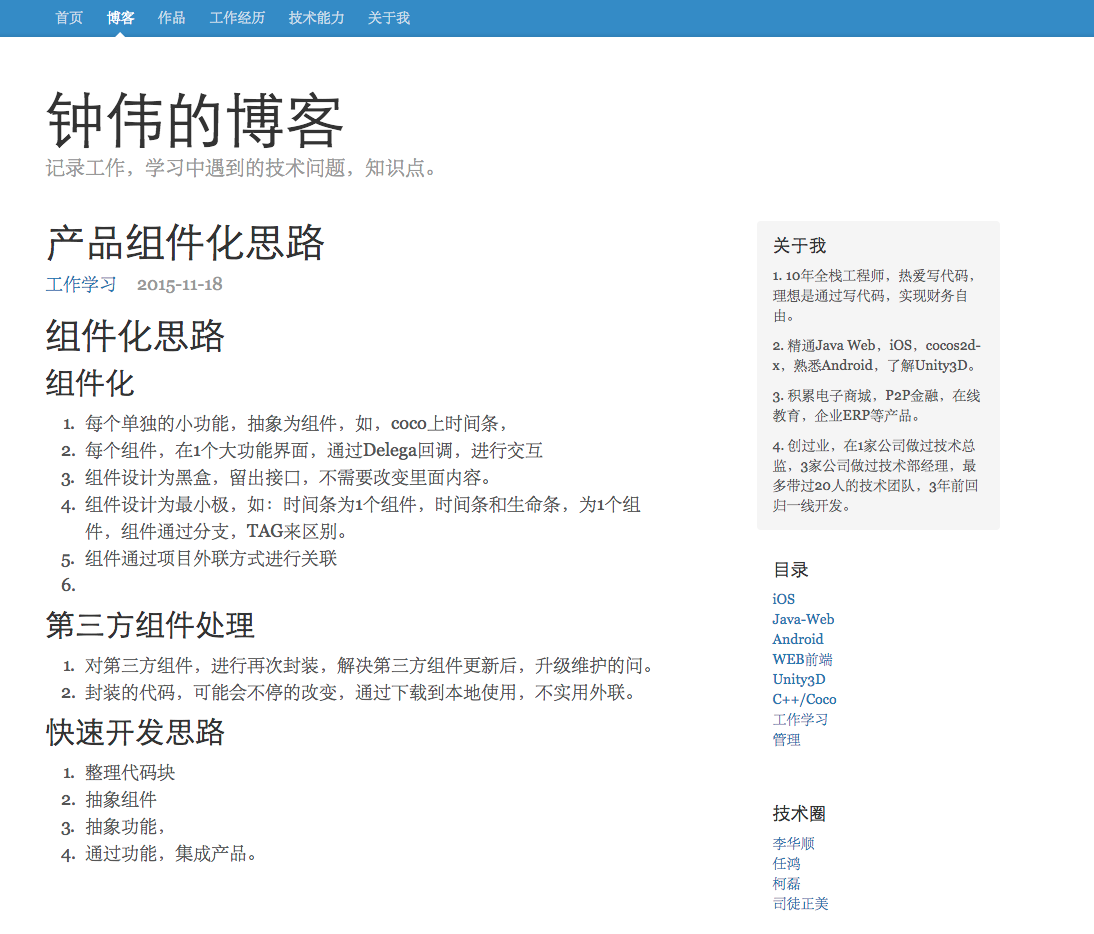 首页 博客 作品 工作经历 技术能力 关于我
钟伟的博客
记录工作，学习中遇到的技术问题，知识点。
产品组件化思路
工作学习 2015-11-18
组件化思路
组件化
1. 每个单独的小功能，抽象为组件，如，coco上时间条，
2. 每个组件，在1个大功能界面，通过Delega回调，进行交互
3. 组件设计为黑盒，留出接口，不需要改变里面内容。
4. 组件设计为最小极，如：时间条为1个组件，时间条和生命条，为1个组
件，组件通过分支，TAG来区别。
5. 组件通过项目外联方式进行关联
6.
第三方组件处理
1. 对第三方组件，进行再次封装，解决第三方组件更新后，升级维护的问。
2. 封装的代码，可能会不停的改变，通过下载到本地使用，不实用外联。
快速开发思路
1. 整理代码块
2. 抽象组件
3. 抽象功能，
4. 通过功能，集成产品。
关于我
1. 10年全栈工程师，热爱写代码，
理想是通过写代码，实现财务自
由。
2. 精通Java Web，iOS，cocos2d-
x，熟悉Android，了解Unity3D。
3. 积累电子商城，P2P金融，在线
教育，企业ERP等产品。
4. 创过业，在1家公司做过技术总
监，3家公司做过技术部经理，最
多带过20人的技术团队，3年前回
归一线开发。
目录
iOS
Java-Web
Android
WEB前端
Unity3D
C++/Coco
工作学习
管理
技术圈
李华顺
任鸿
柯磊
司徒正美